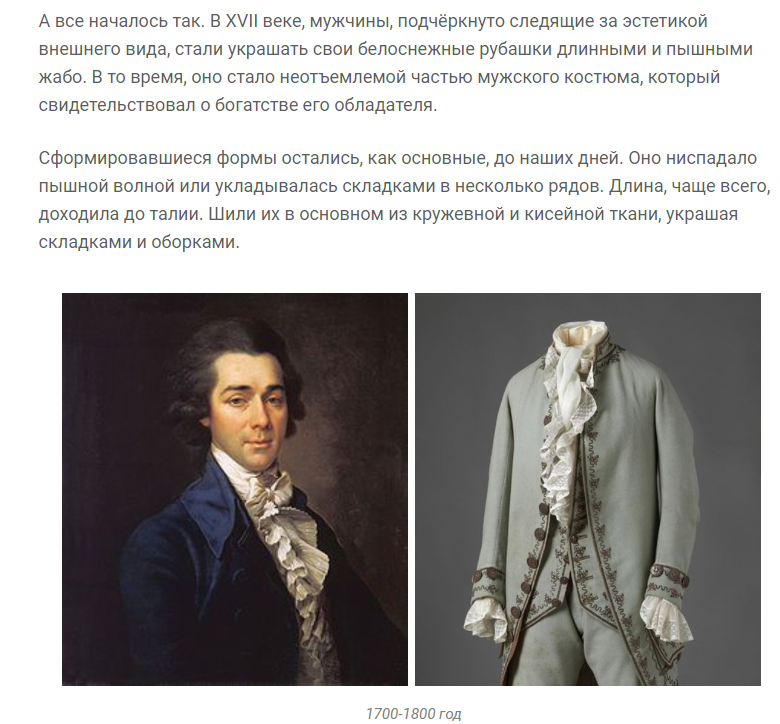 А все началось так. В XVII веке, мужчины, подчёркнуто следящие за эстетикой
внешнего вида, стали украшать свои белоснежные рубашки длинными и пышными
жабо. В то время, оно стало неотъемлемой частью мужского костюма, который
свидетельствовал о богатстве его обладателя.
Сформировавшиеся формы остались, как основные, до наших дней. Оно ниспадало
пышной волной или укладывалась складками в несколько рядов. Длина, чаще всего,
доходила до талии. Шили их в основном из кружевной и кисейной ткани, украшая
складками и оборками.
1700-1800 год